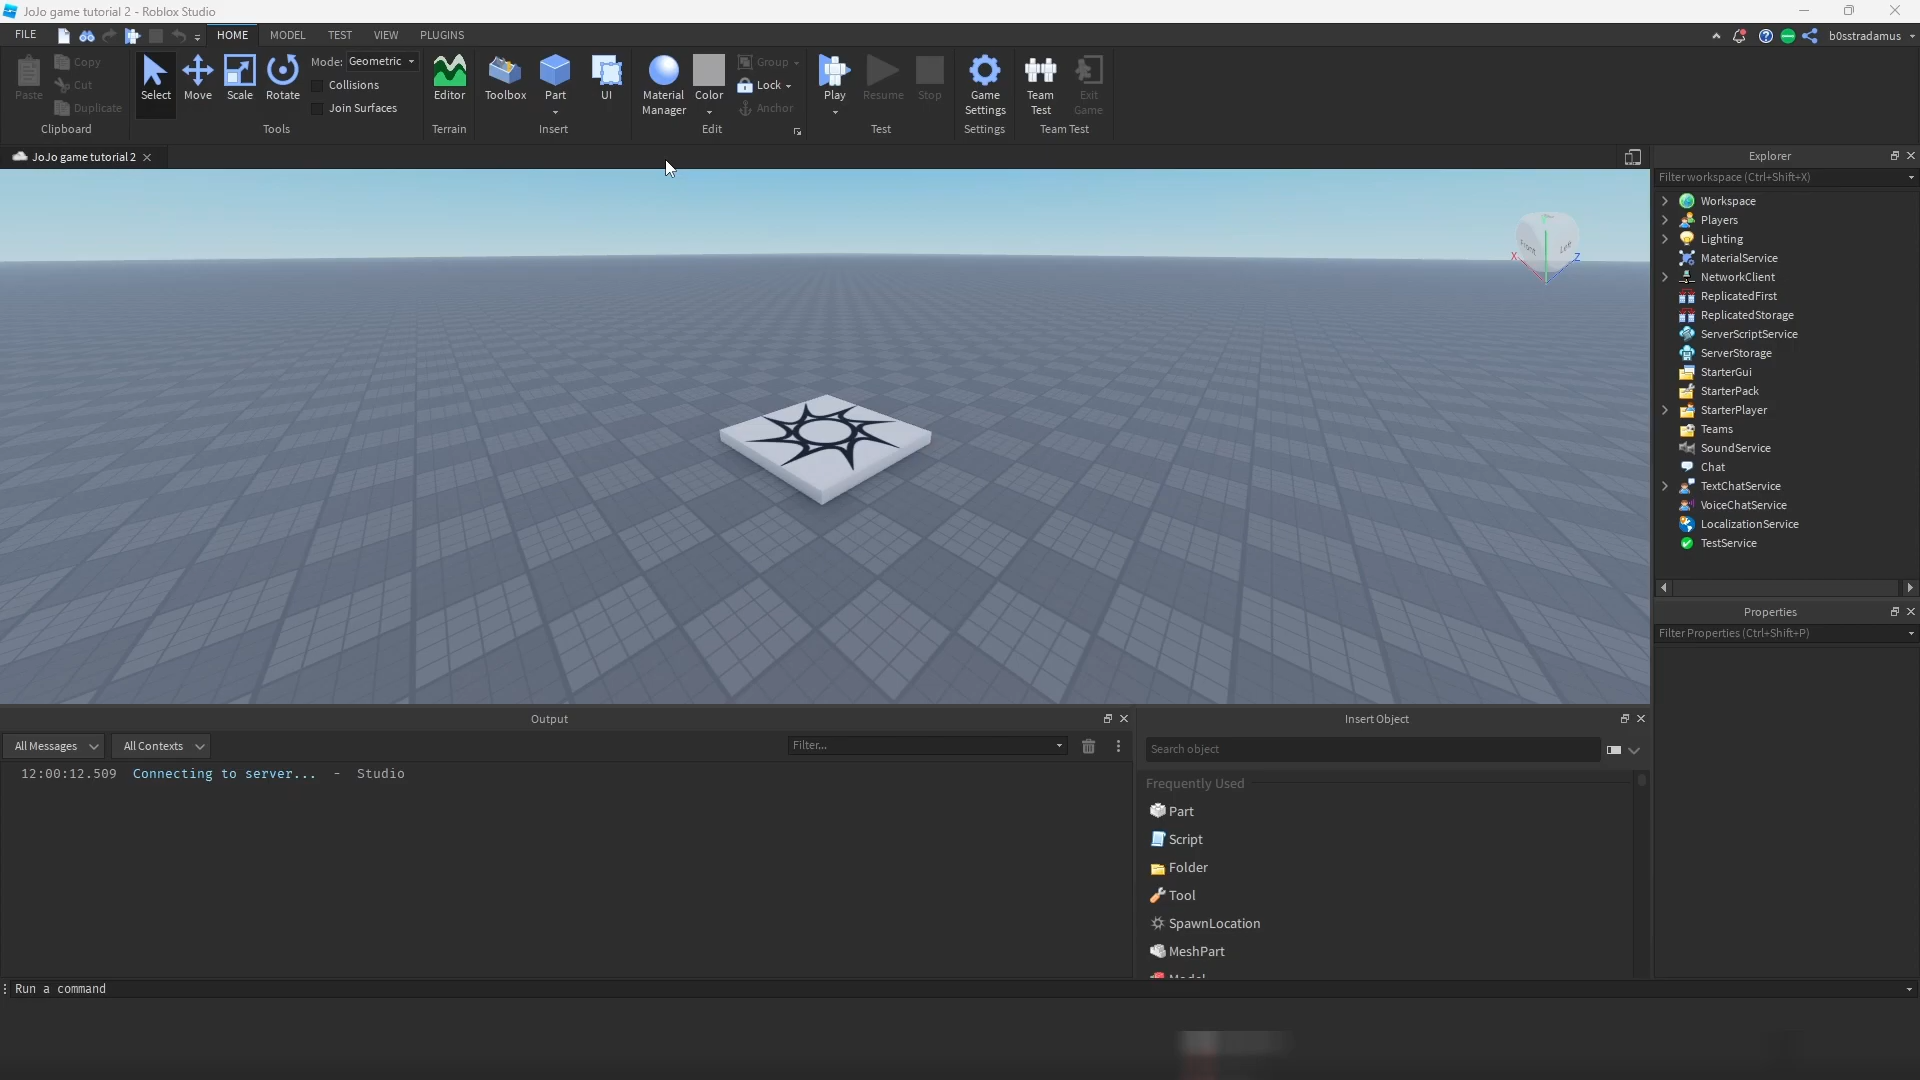 JoJo game tutorial 2 - Roblox Studio
FILE HOME MODEL TEST VIEW PLUGINS b0sstradamus
Paste Copy Cut Duplicate Clipboard
Select Move Scale Rotate Mode: Geometric Collisions Join Surfaces Tools
Editor Terrain
Toolbox Part UI Insert
Material Manager Color Group Lock Anchor Edit
Play Resume Stop Test
Game Settings Settings
Team Test Exit Game Team Test
JoJo game tutorial 2
Front Left
X Z
Explorer
Filter workspace (Ctrl+Shift+X)
Workspace
Players
Lighting
MaterialService
NetworkClient
ReplicatedFirst
ReplicatedStorage
ServerScriptService
ServerStorage
StarterGui
StarterPack
StarterPlayer
Teams
SoundService
Chat
TextChatService
VoiceChatService
LocalizationService
TestService
Properties
Filter Properties (Ctrl+Shift+P)
Output
All Messages All Contexts Filter...
12:00:12.509 Connecting to server... - Studio
Insert Object
Search object
Frequently Used
Part
Script
Folder
Tool
SpawnLocation
MeshPart
Model
Run a command